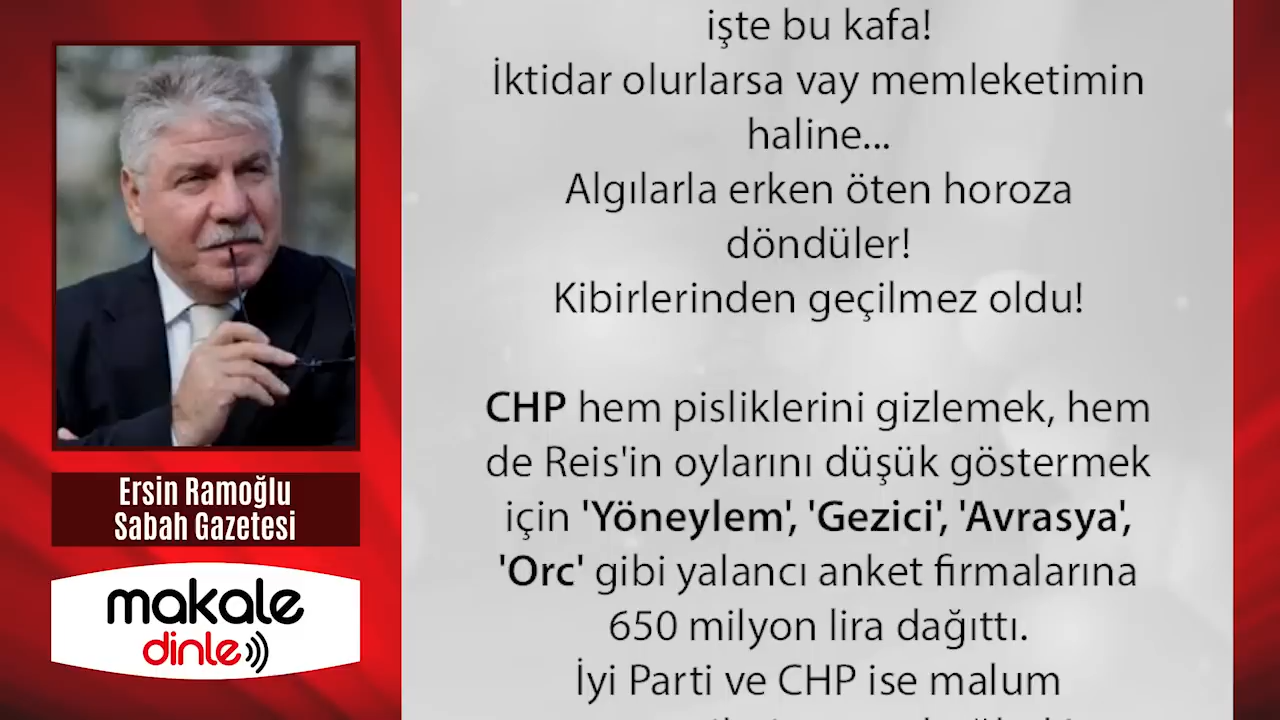 işte bu kafa!
İktidar olurlarsa vay memleketimin
haline...
Algılarla erken öten horoza
döndüler!
Kibirlerinden geçilmez oldu!
CHP hem pisliklerini gizlemek, hem
de Reis'in oylarını düşük göstermek
için 'Yöneylem', 'Gezici', 'Avrasya',
'Orc' gibi yalancı anket firmalarına
650 milyon lira dağıttı.
İyi Parti ve CHP ise malum
Ersin Ramoğlu
Sabah Gazetesi
makale
dinle